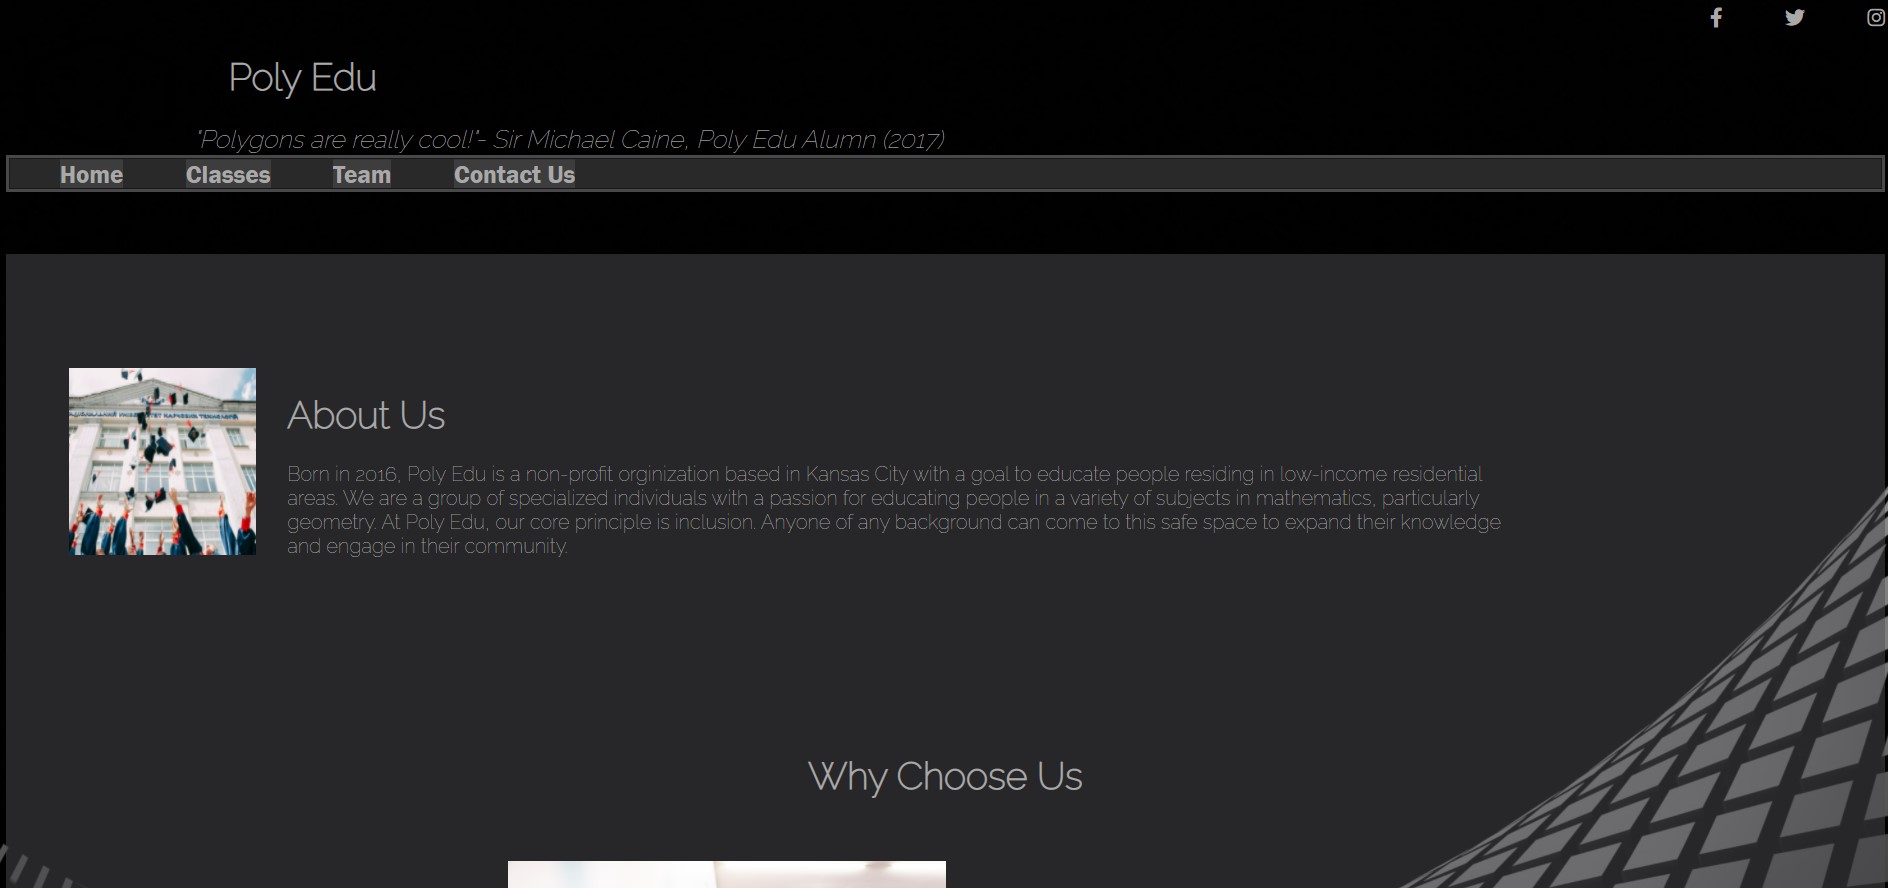 Poly Edu
"Polygons are really cool!"- Sir Michael Caine, Poly Edu Alumn (2017)
Home Classes Team Contact Us
About Us
Born in 2016, Poly Edu is a non-profit orginization based in Kansas City with a goal to educate people residing in low-income residential
areas. We are a group of specialized individuals with a passion for educating people in a variety of subjects in mathematics, particularly
geometry. At Poly Edu, our core principle is inclusion. Anyone of any background can come to this safe space to expand their knowledge
and engage in their community.
Why Choose Us